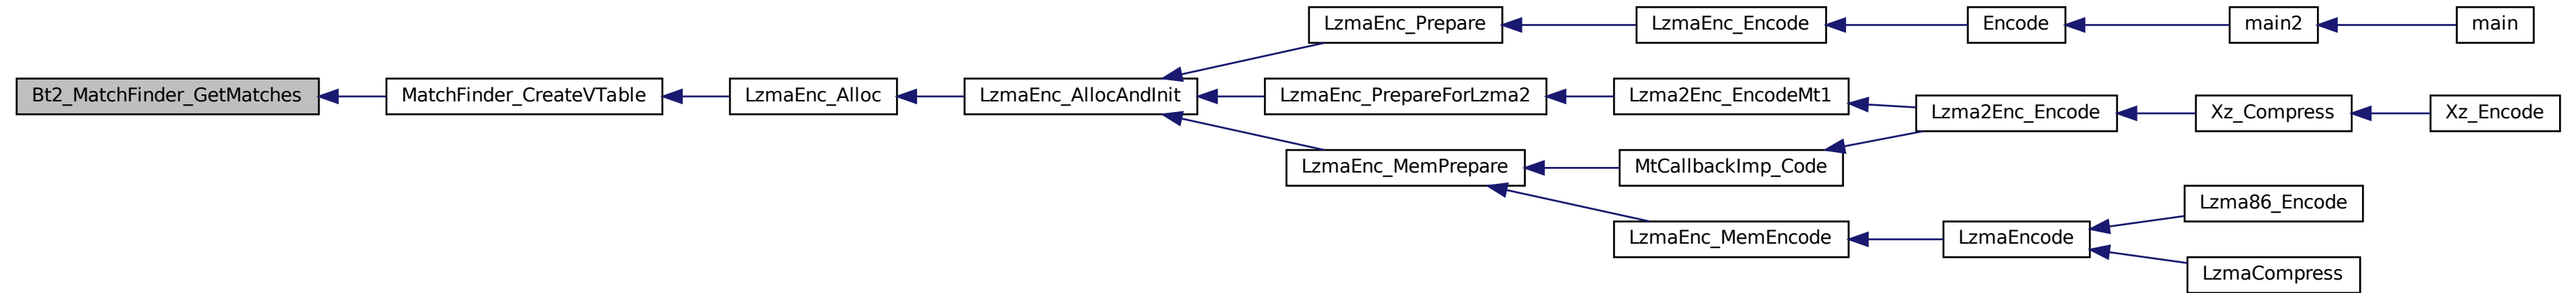 LzmaEnc_Prepare
LzmaEnc_Encode
Encode
main2
main
Bt2_MatchFinder_GetMatches
MatchFinder_CreateVTable
LzmaEnc_Alloc
LzmaEnc_AllocAndInit
LzmaEnc_PrepareForLzma2
Lzma2Enc_EncodeMt1
Lzma2Enc_Encode
Xz_Compress
Xz_Encode
LzmaEnc_MemPrepare
MtCallbackImp_Code
Lzma86_Encode
LzmaEnc_MemEncode
LzmaEncode
LzmaCompress